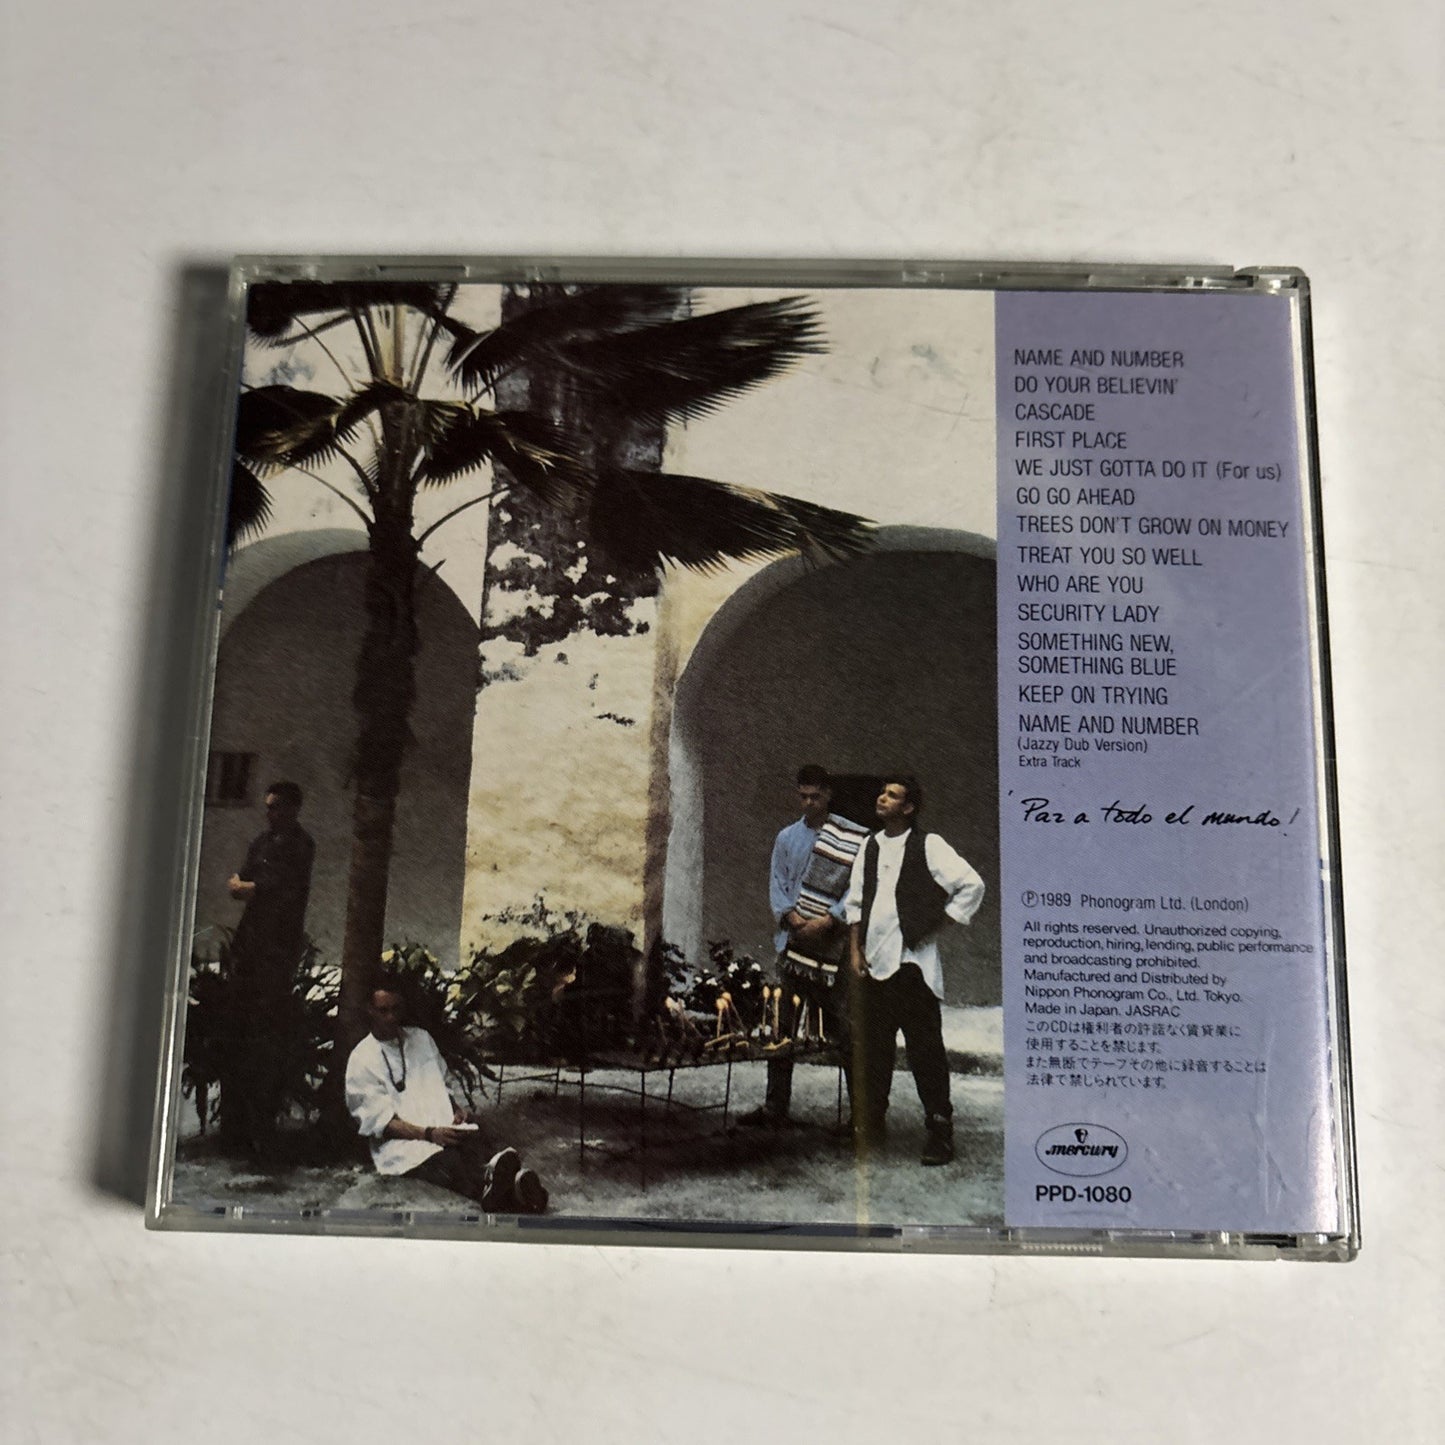 NAME AND NUMBER
DO YOUR BELIEVIN'
CASCADE
FIRST PLACE
WE JUST GOTTA DO IT (For us)
GO GO AHEAD
TREES DON'T GROW ON MONEY
TREAT YOU SO WELL
WHO ARE YOU
SECURITY LADY
SOMETHING NEW,
SOMETHING BLUE
KEEP ON TRYING
NAME AND NUMBER
(Jazzy Dub Version)
Extra Track
'Paz a todo el mundo!
Ⓟ1989 Phonogram Ltd. (London)
All rights reserved. Unauthorized copying,
reproduction, hiring, lending, public performance
and broadcasting prohibited.
Manufactured and Distributed by
Nippon Phonogram Co., Ltd. Tokyo.
Made in Japan. JASRAC
このCDは権利者の許諾なく賃貸業に
使用することを禁じます。
また無断でテープその他に録音することは
法律で禁じられています。
mercury
PPD-1080